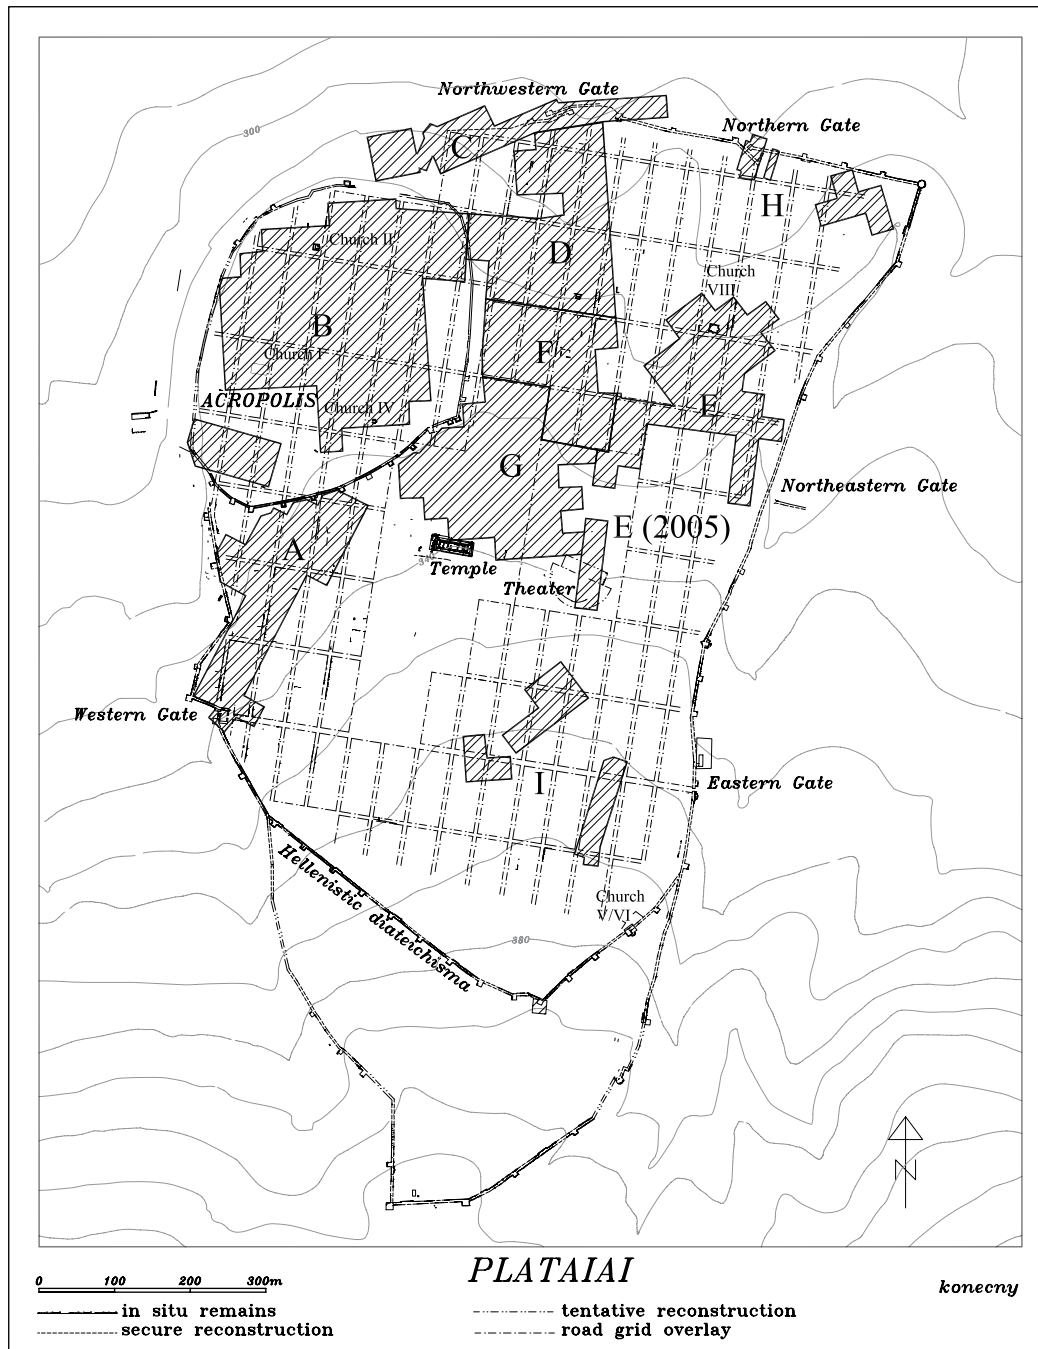 Northwestern Gate
Northern Gate
300
C
H
Church II
D
Church
VIII
B
F
Church I
ACROPOLIS
Church IV
E
G
Northeastern Gate
A
E (2005)
340
Temple
Theater
Western Gate
I
Eastern Gate
Hellenistic diateichisma
Church
V/VI
380
N
PLATAIAI
0 100 200 300m
konecny
in situ remains
secure reconstruction
tentative reconstruction
road grid overlay